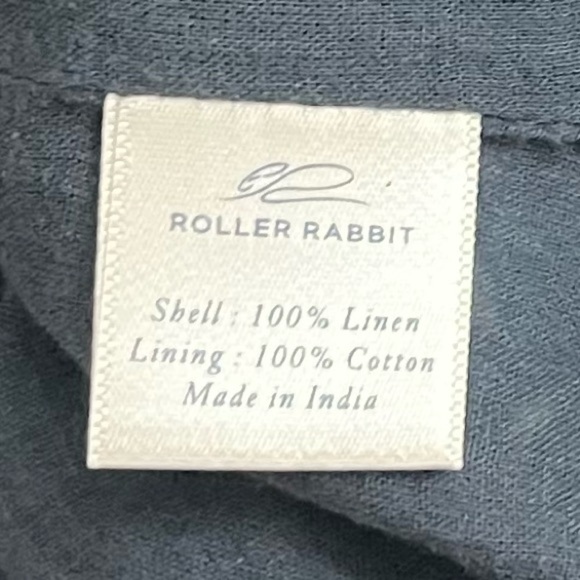 ROLLER RABBIT
Shell : 100% Linen
Lining : 100% Cotton
Made in India